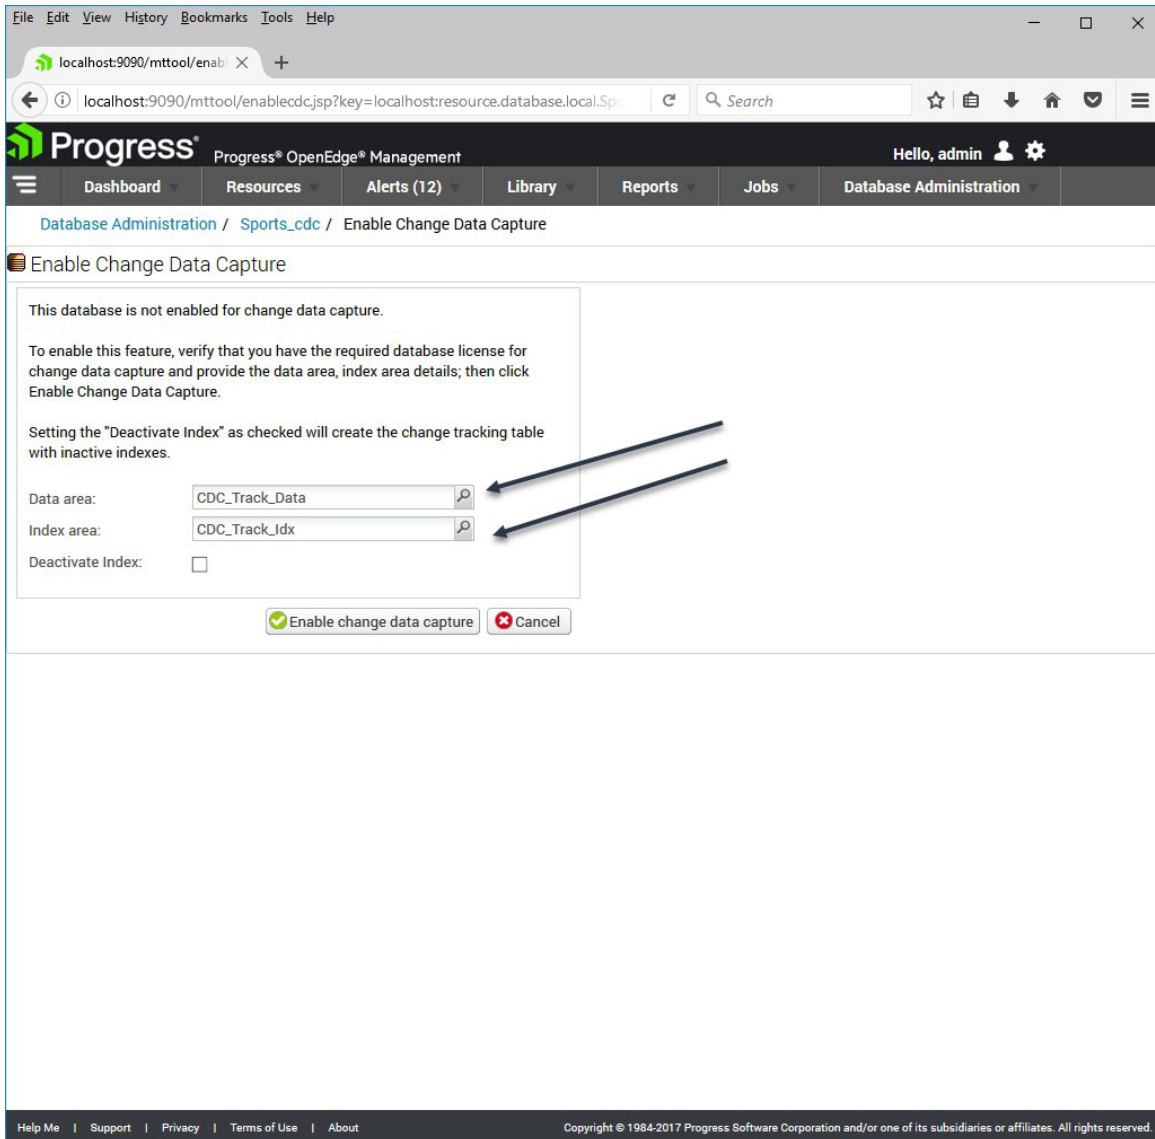 File Edit View History Bookmarks Tools Help
localhost:9090/mttool/enabl
localhost:9090/mttool/enablecdc.jsp?key=localhost:resource.database.local.Spo Search
Progress® Progress® OpenEdge® Management Hello, admin
Dashboard Resources Alerts (12) Library Reports Jobs Database Administration
Database Administration / Sports_cdc / Enable Change Data Capture
Enable Change Data Capture
This database is not enabled for change data capture.
To enable this feature, verify that you have the required database license for
change data capture and provide the data area, index area details; then click
Enable Change Data Capture.
Setting the "Deactivate Index" as checked will create the change tracking table
with inactive indexes.
Data area: CDC_Track_Data
Index area: CDC_Track_Idx
Deactivate Index:
Enable change data capture Cancel
Help Me | Support | Privacy | Terms of Use | About Copyright © 1984-2017 Progress Software Corporation and/or one of its subsidiaries or affiliates. All rights reserved.